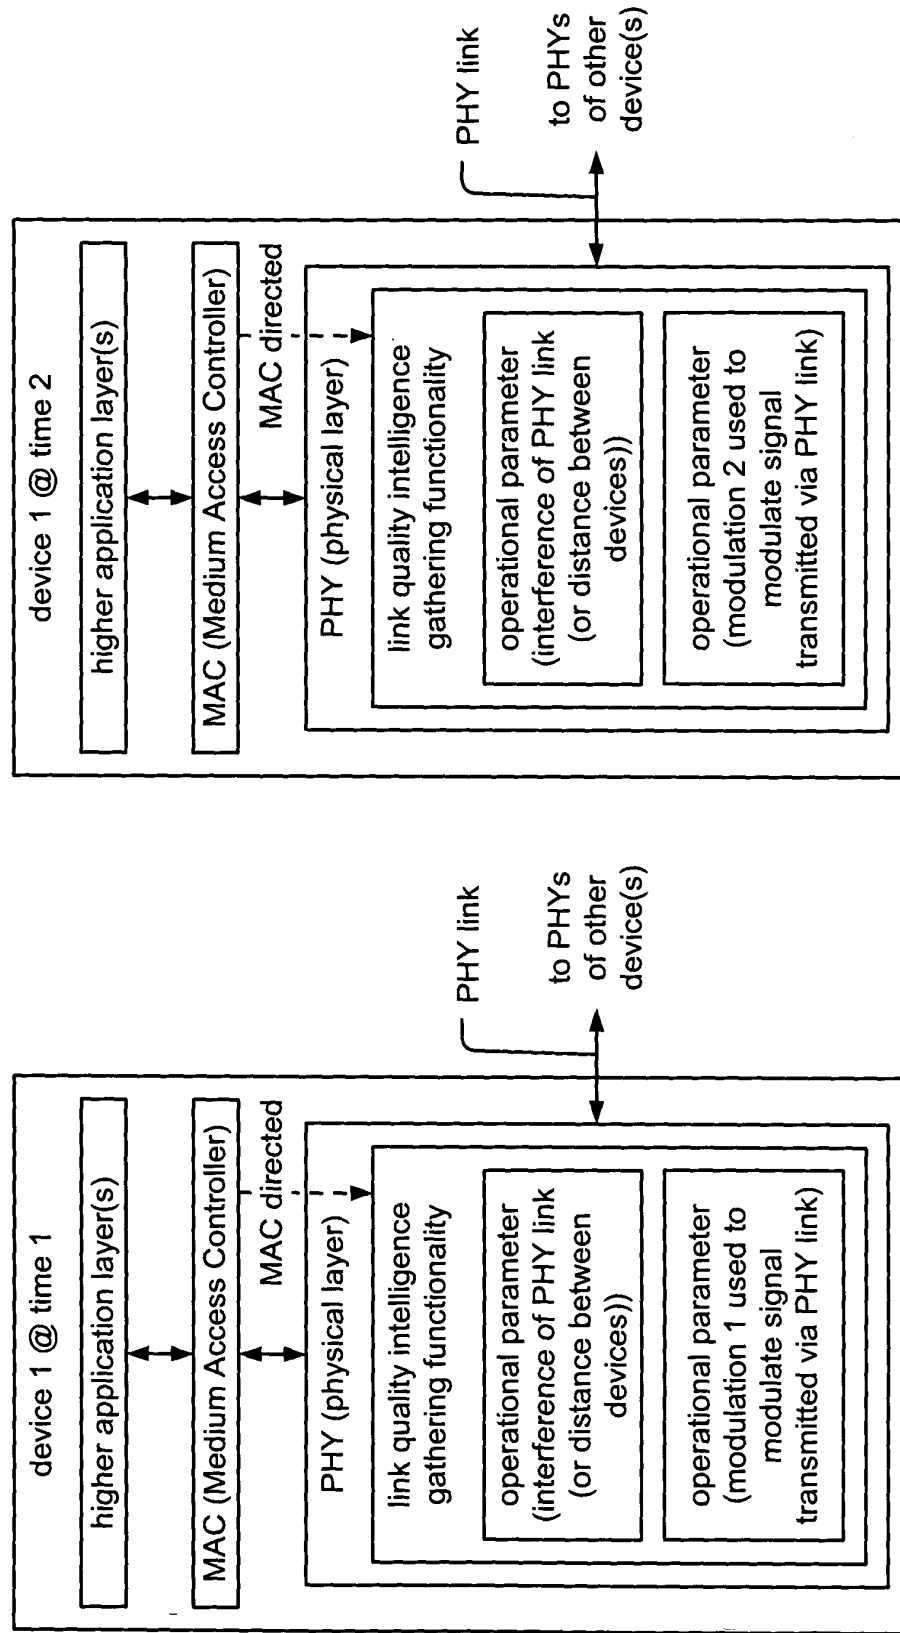 device 1 @ time 1
higher application layer(s)
MAC (Medium Access Controller)
MAC directed
PHY (physical layer)
link quality intelligence
gathering functionality
operational parameter
(interference of PHY link
(or distance between
devices))
operational parameter
(modulation 1 used to
modulate signal
transmitted via PHY link)
PHY link
to PHYs
of other
device(s)
device 1 @ time 2
higher application layer(s)
MAC (Medium Access Controller)
MAC directed
PHY (physical layer)
link quality intelligence
gathering functionality
operational parameter
(interference of PHY link
(or distance between
devices))
operational parameter
(modulation 2 used to
modulate signal
transmitted via PHY link)
PHY link
to PHYs
of other
device(s)